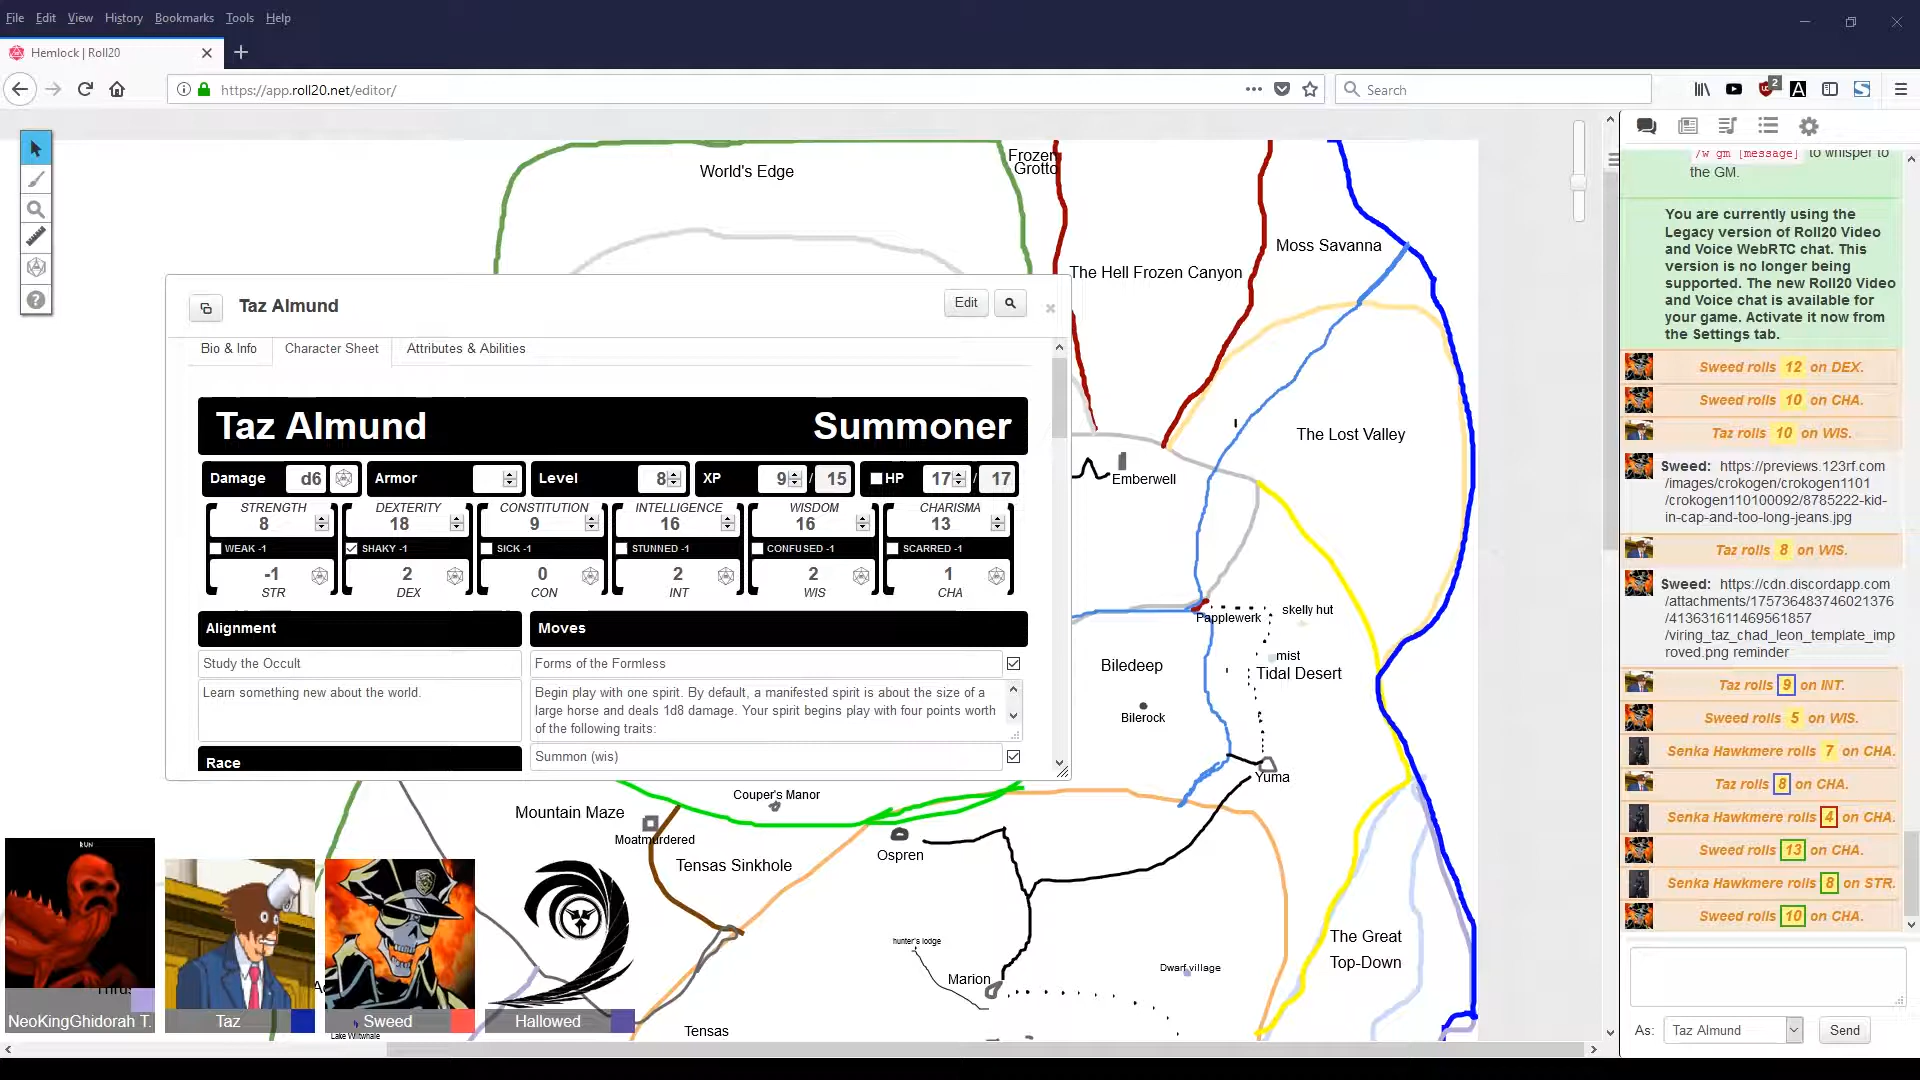 File Edit View History Bookmarks Tools Help
Hemlock | Roll20
https://app.roll20.net/editor/
Search
2
World's Edge
Frozen
Grotto
The Hell Frozen Canyon
Moss Savanna
The Lost Valley
Emberwell
Papplewerk
skelly hut
mist
Tidal Desert
Biledeep
Bilerock
Yuma
Taz Almund
Edit
Bio & Info
Character Sheet
Attributes & Abilities
Taz Almund Summoner
Damage d6 Armor Level 8 XP 9 / 15 HP 17 / 17
STRENGTH DEXTERITY CONSTITUTION INTELLIGENCE WISDOM CHARISMA
8 18 9 16 16 13
WEAK -1 SHAKY -1 SICK -1 STUNNED -1 CONFUSED -1 SCARRED -1
-1 2 0 2 2 1
STR DEX CON INT WIS CHA
Alignment
Study the Occult
Learn something new about the world.
Race
Moves
Forms of the Formless
Begin play with one spirit. By default, a manifested spirit is about the size of a
large horse and deals 1d8 damage. Your spirit begins play with four points worth
of the following traits:
Summon (wis)
Couper's Manor
Mountain Maze
Moatmurdered
Tensas Sinkhole
Ospren
hunter's lodge
Marion
Dwarf village
The Great
Top-Down
Tensas
Lake Wiltwhale
RUN
NeoKingGhidorah T.
Taz
Sweed
Hallowed
/w gm [message] to whisper to
the GM.
You are currently using the
Legacy version of Roll20 Video
and Voice WebRTC chat. This
version is no longer being
supported. The new Roll20 Video
and Voice chat is available for
your game. Activate it now from
the Settings tab.
Sweed rolls 12 on DEX.
Sweed rolls 10 on CHA.
Taz rolls 10 on WIS.
Sweed: https://previews.123rf.com
/images/crokogen/crokogen1101
/crokogen110100092/8785222-kid-
in-cap-and-too-long-jeans.jpg
Taz rolls 8 on WIS.
Sweed: https://cdn.discordapp.com
/attachments/175736483746021376
/413631611469561857
/viring_taz_chad_leon_template_imp
roved.png reminder
Taz rolls 9 on INT.
Sweed rolls 5 on WIS.
Senka Hawkmere rolls 7 on CHA.
Taz rolls 8 on CHA.
Senka Hawkmere rolls 4 on CHA.
Sweed rolls 13 on CHA.
Senka Hawkmere rolls 8 on STR.
Sweed rolls 10 on CHA.
As: Taz Almund Send